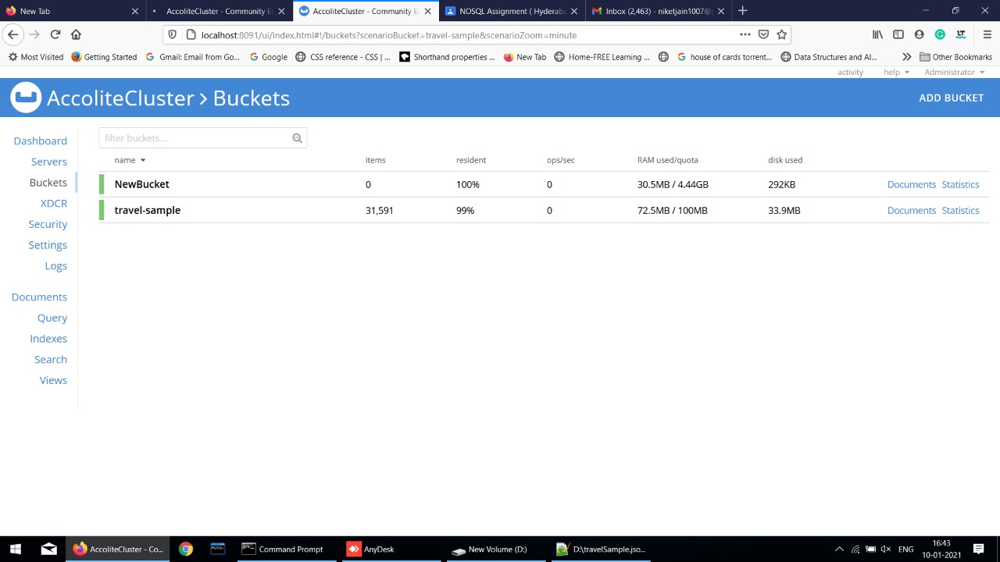 New Tab
AccoliteCluster - Community Ec
AccoliteCluster - Community Ec
NOSQL Assignment ( Hyderaba
Inbox (2,463) - niketjain1007@g
localhost:8091/ui/index.html#!/buckets?scenarioBucket=travel-sample&scenarioZoom=minute
Most Visited Getting Started Gmail: Email from Go... Google CSS reference - CSS | ... Shorthand properties ... New Tab Home-FREE Learning ... house of cards torrent... Data Structures and Al... Other Bookmarks
activity help Administrator
AccoliteCluster > Buckets ADD BUCKET
Dashboard
Servers
Buckets
XDCR
Security
Settings
Logs
Documents
Query
Indexes
Search
Views
filter buckets...
name items resident ops/sec RAM used/quota disk used
NewBucket 0 100% 0 30.5MB / 4.44GB 292KB Documents Statistics
travel-sample 31,591 99% 0 72.5MB / 100MB 33.9MB Documents Statistics
AccoliteCluster - Co... MySQL Command Prompt AnyDesk New Volume (D:) D:\travelSample.jso... ENG
16:43
10-01-2021